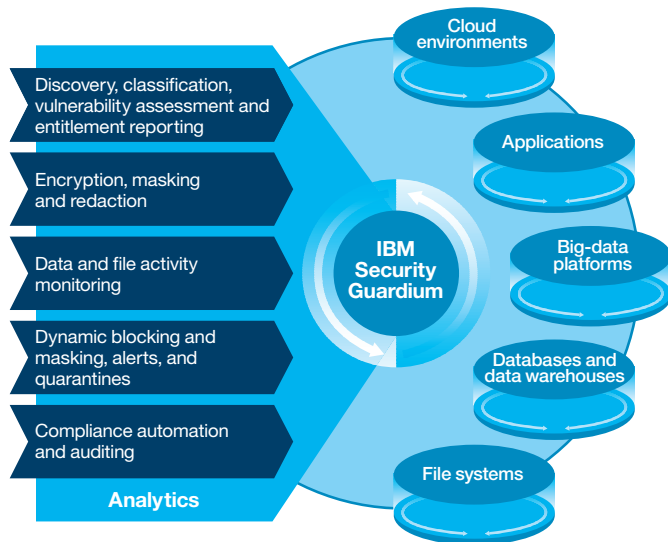 Discovery, classification,
vulnerability assessment and
entitlement reporting
Encryption, masking
and redaction
Data and file activity
monitoring
Dynamic blocking and
masking, alerts, and
quarantines
Compliance automation
and auditing
Analytics
IBM
Security
Guardium
Cloud
environments
Applications
Big-data
platforms
Databases and
data warehouses
File systems